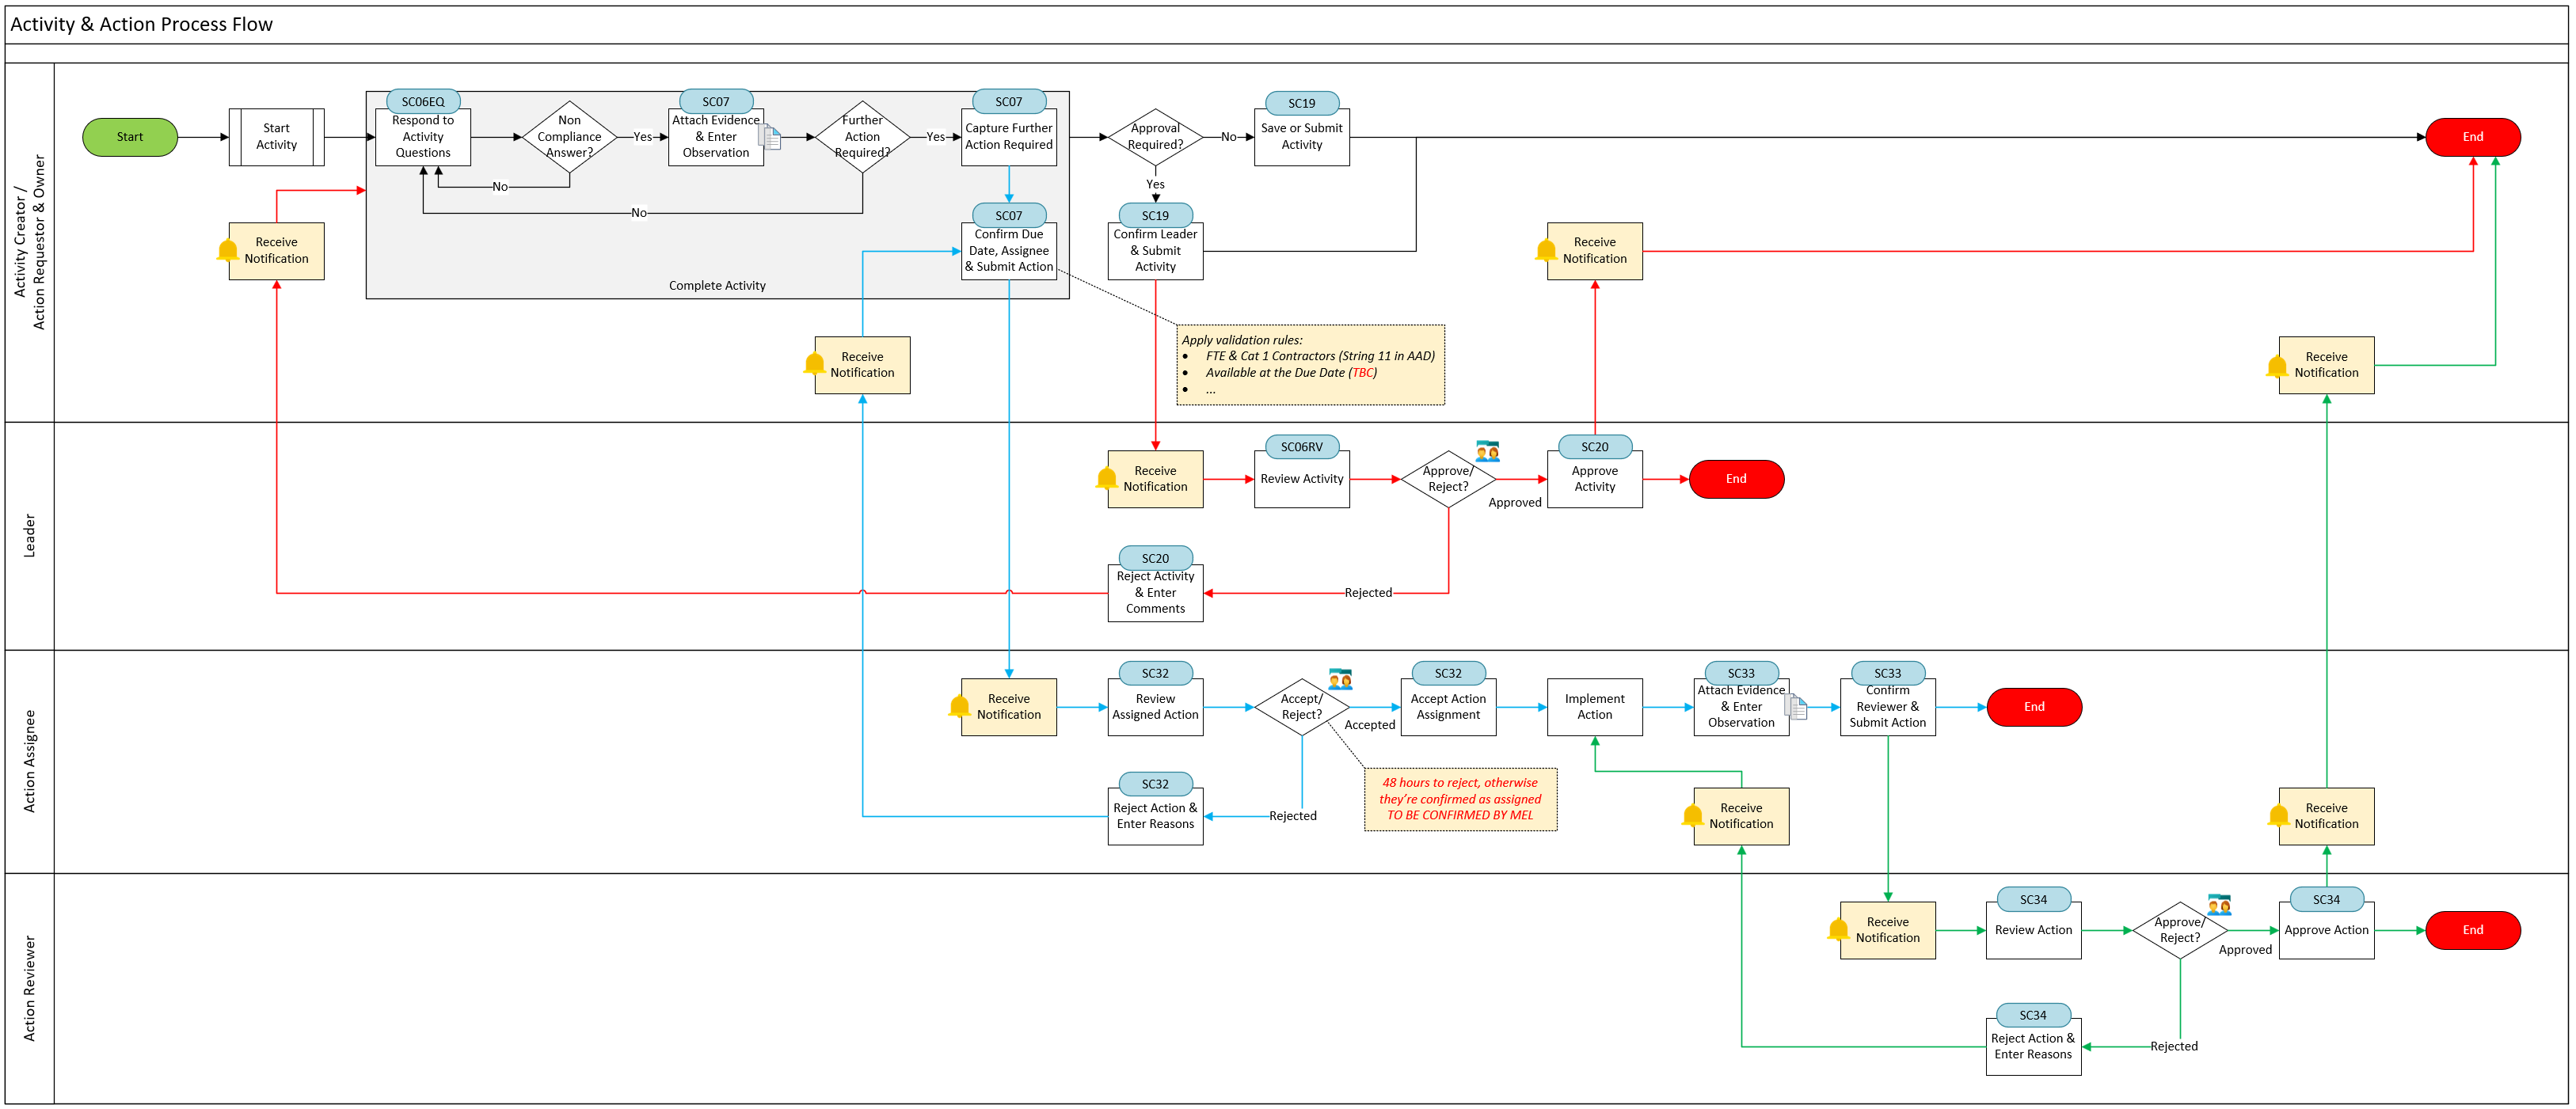 Activity & Action Process Flow
Activity Creator /
Action Requestor & Owner
Start
Start
Activity
SC06EQ
Respond to
Activity
Questions
Non
Compliance
Answer?
Yes
No
SC07
Attach Evidence
& Enter
Observation
Further
Action
Required?
Yes
No
SC07
Capture Further
Action Required
SC07
Confirm Due
Date, Assignee
& Submit Action
Complete Activity
Approval
Required?
No
Yes
SC19
Save or Submit
Activity
SC19
Confirm Leader
& Submit
Activity
End
Receive
Notification
Receive
Notification
Receive
Notification
Receive
Notification
Apply validation rules:
• FTE & Cat 1 Contractors (String 11 in AAD)
• Available at the Due Date (TBC)
• ...
Leader
Receive
Notification
SC06RV
Review Activity
Approve/
Reject?
Approved
SC20
Approve
Activity
End
SC20
Reject Activity
& Enter
Comments
Rejected
Action Assignee
Receive
Notification
SC32
Review
Assigned Action
Accept/
Reject?
Accepted
SC32
Accept Action
Assignment
Implement
Action
SC33
Attach Evidence
& Enter
Observation
SC33
Confirm
Reviewer &
Submit Action
End
SC32
Reject Action &
Enter Reasons
Rejected
48 hours to reject, otherwise
they're confirmed as assigned
TO BE CONFIRMED BY MEL
Receive
Notification
Receive
Notification
Action Reviewer
Receive
Notification
SC34
Review Action
Approve/
Reject?
Approved
SC34
Approve Action
End
SC34
Reject Action &
Enter Reasons
Rejected